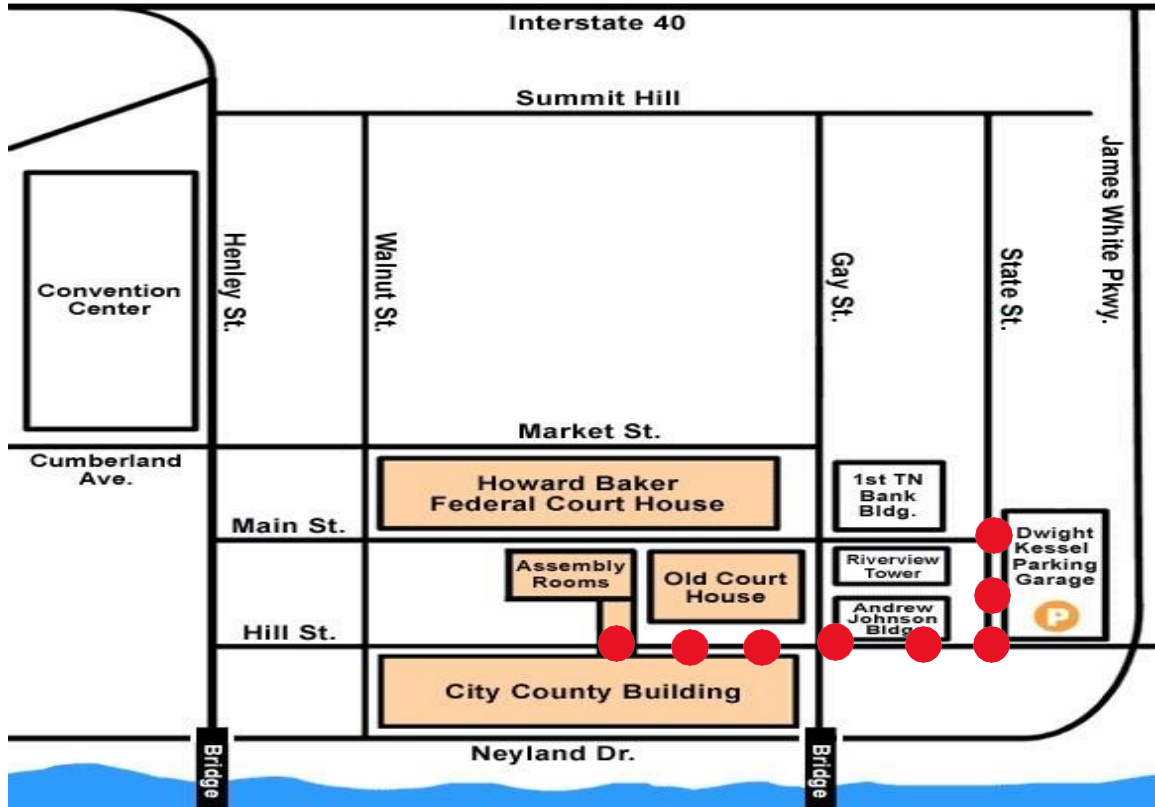 Interstate 40
Summit Hill
James White Pkwy.
Henley St.
Walnut St.
Gay St.
State St.
Convention
Center
Market St.
Cumberland
Ave.
Howard Baker
Federal Court House
1st TN
Bank
Bldg.
Main St.
Dwight
Kessel
Parking
Garage
P
Assembly
Rooms
Old Court
House
Riverview
Tower
Andrew
Johnson
Bldg
Hill St.
City County Building
Neyland Dr.
Bridge
Bridge